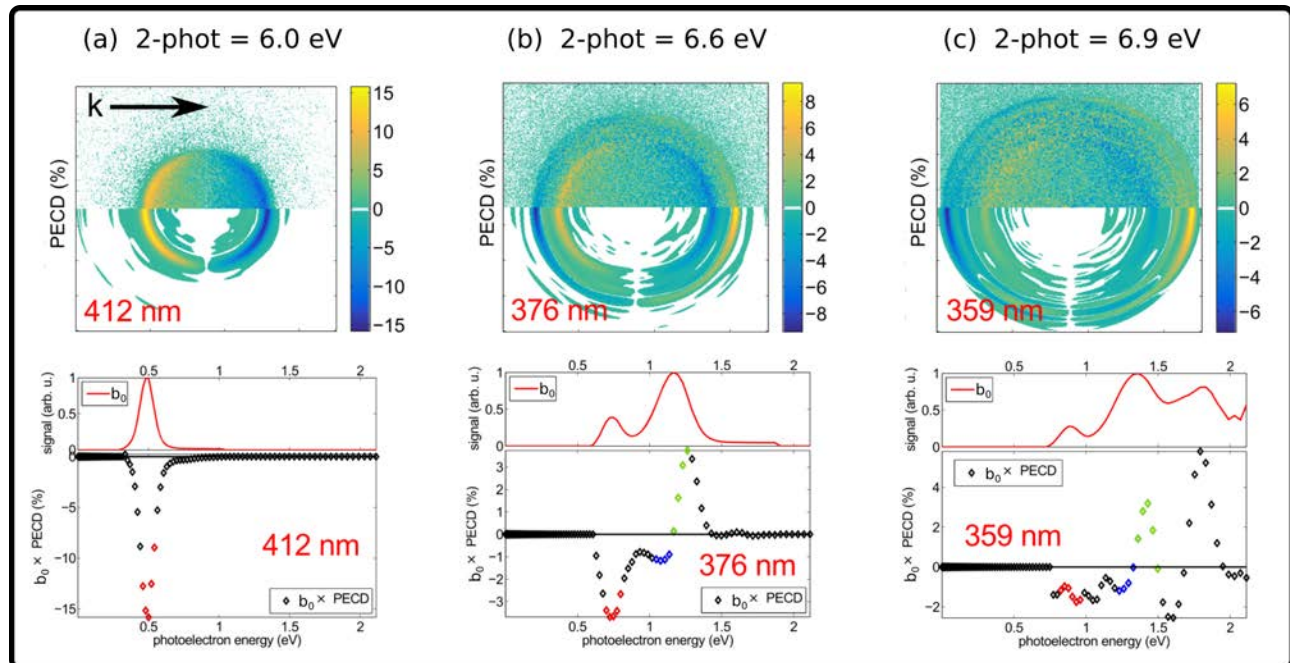 (a) 2-phot = 6.0 eV
(b) 2-phot = 6.6 eV
(c) 2-phot = 6.9 eV
k
PECD (%)
412 nm
15
10
5
0
−5
−10
−15
PECD (%)
376 nm
8
6
4
2
0
−2
−4
−6
−8
PECD (%)
359 nm
6
4
2
0
−2
−4
−6
0.5 1 1.5 2
signal (arb. u.)
1
0.5
0
b0
b0 × PECD (%)
0
−5
−10
−15
412 nm
b0 × PECD
0.5 1 1.5 2
photoelectron energy (eV)
0.5 1 1.5 2
signal (arb. u.)
1
0.5
0
b0
b0 × PECD (%)
3
2
1
0
−1
−2
−3
376 nm
b0 × PECD
0.5 1 1.5 2
photoelectron energy (eV)
0.5 1 1.5 2
signal (arb. u.)
1
0.5
0
b0
b0 × PECD (%)
4
2
0
−2
b0 × PECD
359 nm
0.5 1 1.5 2
photoelectron energy (eV)